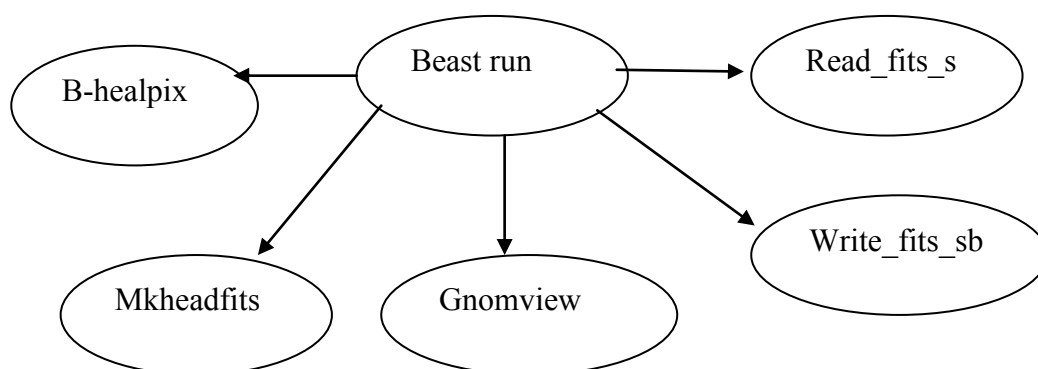 Beast run
Read_fits_s
B-healpix
Write_fits_sb
Mkheadfits
Gnomview